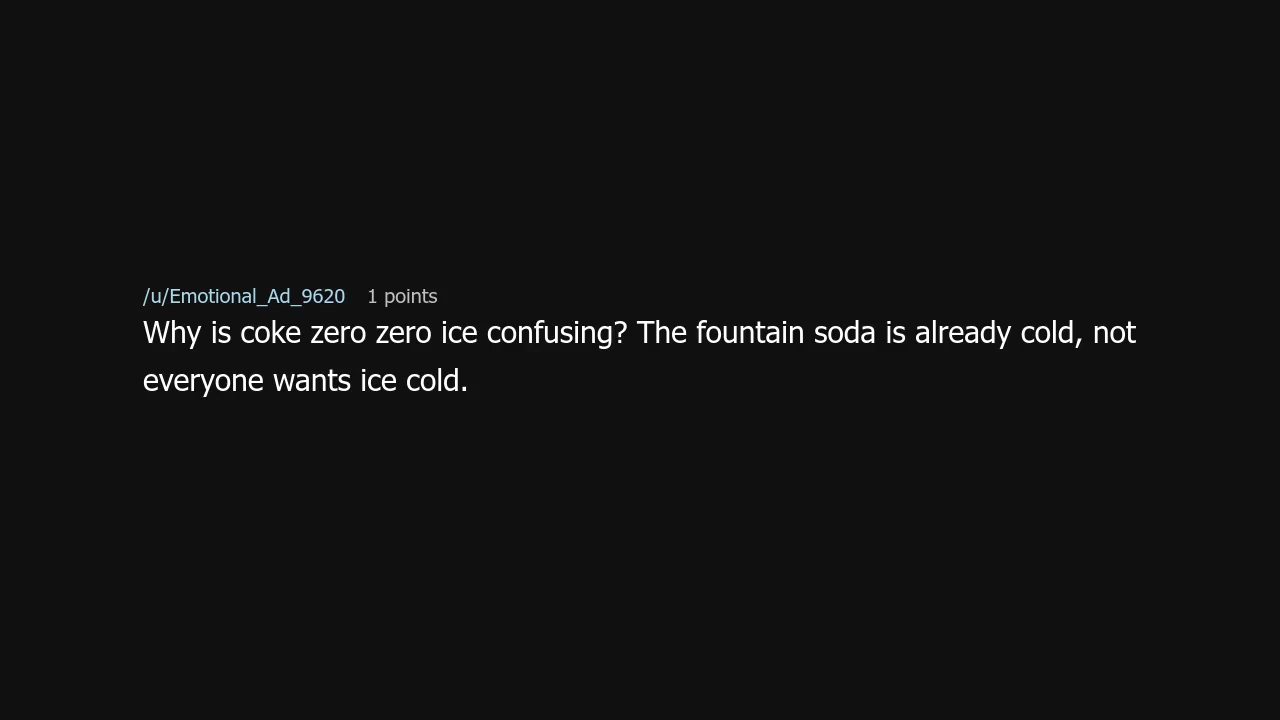 /u/Emotional_Ad_9620 1 points
Why is coke zero zero ice confusing? The fountain soda is already cold, not
everyone wants ice cold.